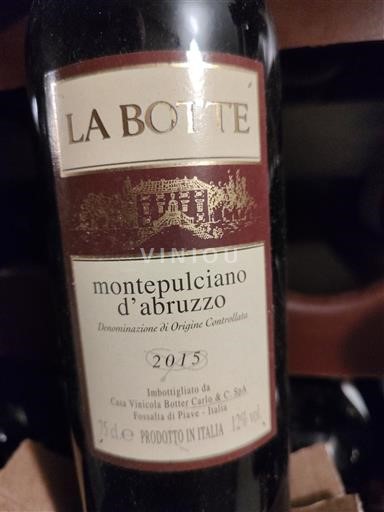 LA BOTTE
VINIOU
montepulciano
d'abruzzo
Denominazione di Origine Controllata
2015
Imbottigliato da
Casa Vinicola Botter Carlo & C. SpA
Fossalta di Piave - Italia
75 cl.e PRODOTTO IN ITALIA 12% vol.